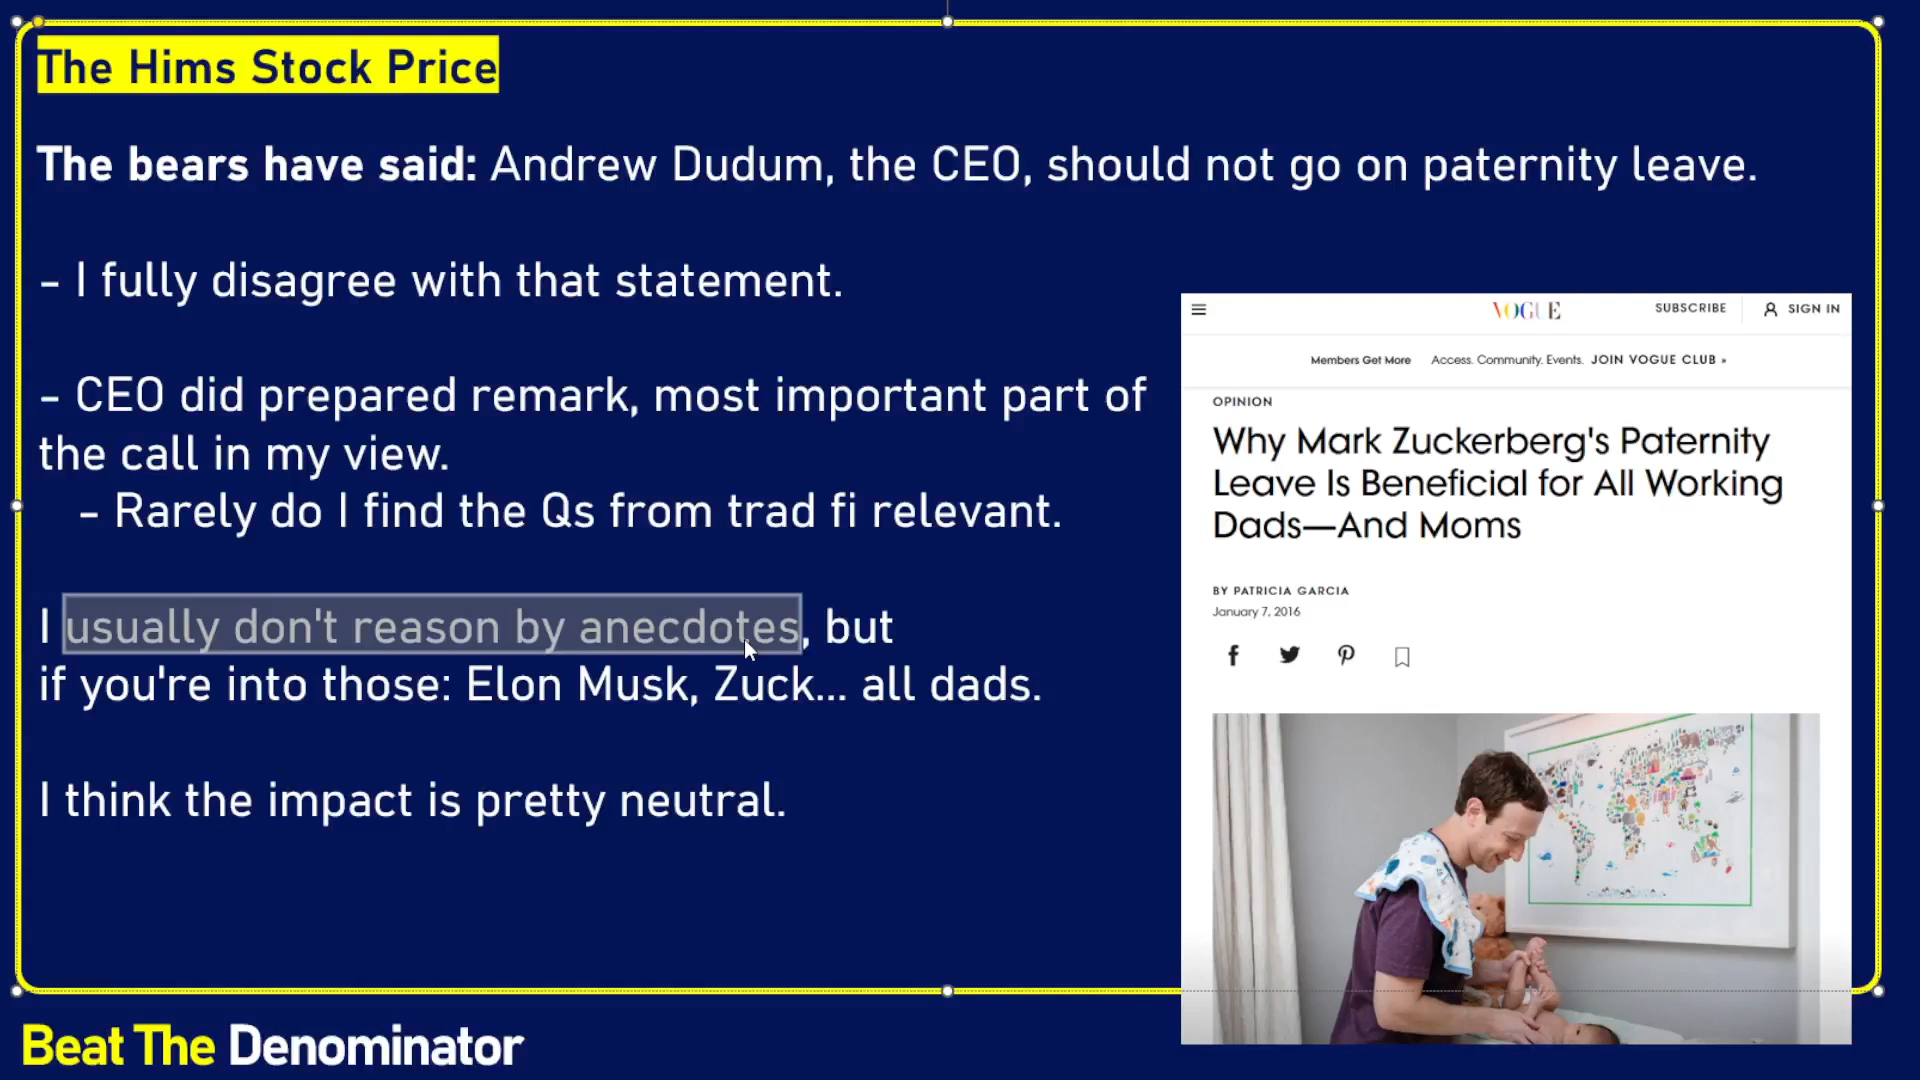 The Hims Stock Price
The bears have said: Andrew Dudum, the CEO, should not go on paternity leave.
- I fully disagree with that statement.
- CEO did prepared remark, most important part of
the call in my view.
- Rarely do I find the Qs from trad fi relevant.
I usually don't reason by anecdotes, but
if you're into those: Elon Musk, Zuck... all dads.
I think the impact is pretty neutral.
VOGUE
SUBSCRIBE
SIGN IN
Members Get More Access. Community. Events. JOIN VOGUE CLUB »
OPINION
Why Mark Zuckerberg's Paternity
Leave Is Beneficial for All Working
Dads—And Moms
BY PATRICIA GARCIA
January 7, 2016
Beat The Denominator